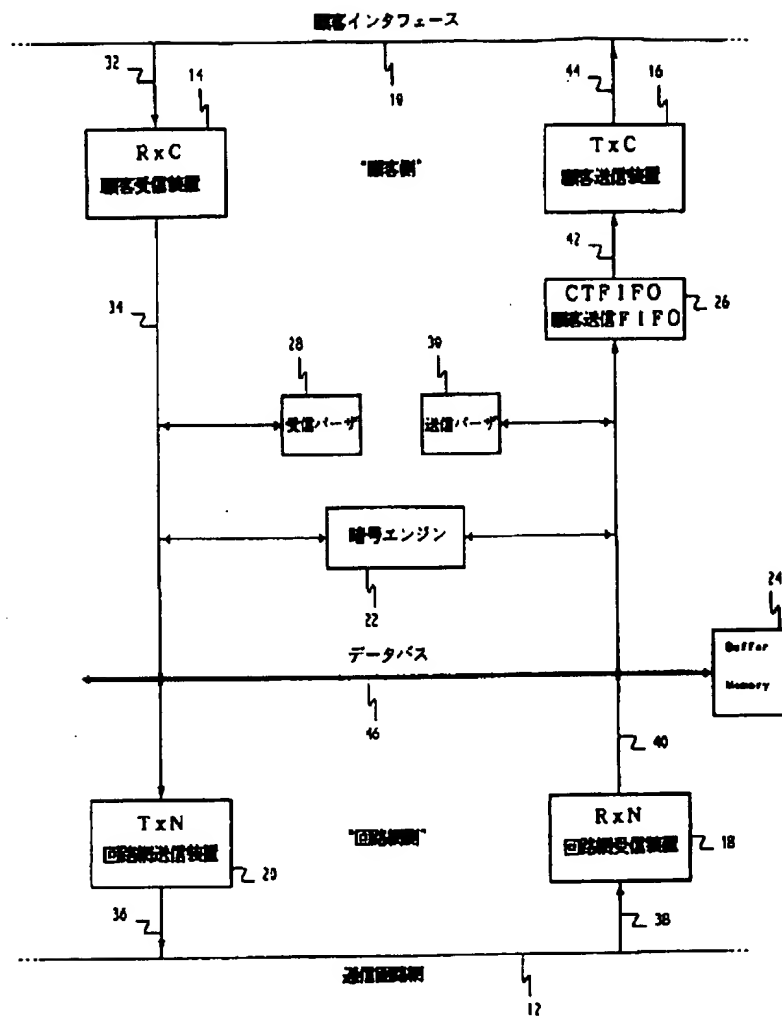 顧客インタフェース
32
14
10
44
16
RxC
顧客受信装置
"顧客側"
TxC
顧客送信装置
42
34
CTFIFO
顧客送信FIFO
26
28
30
受信パーザ
送信パーザ
暗号エンジン
22
24
Buffer
Memory
データバス
46
40
TxN
回路網送信装置
20
"回路網側"
RxN
回路網受信装置
18
36
38
12